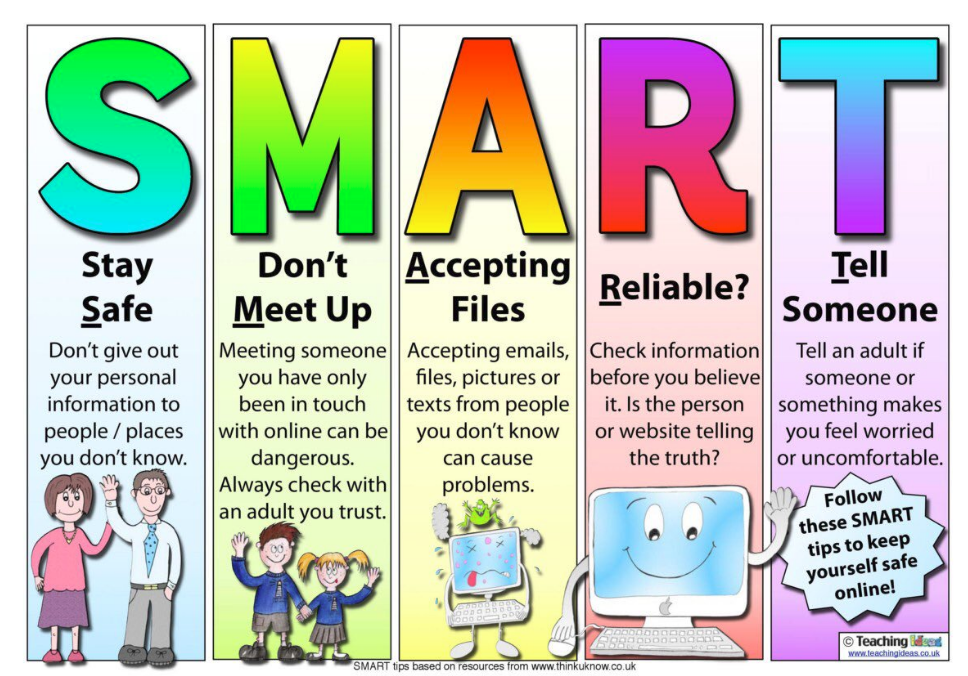 S
Stay
Safe
Don't give out
your personal
information to
people / places
you don't know.
M
Don't
Meet Up
Meeting someone
you have only
been in touch
with online can be
dangerous.
Always check with
an adult you trust.
A
Accepting
Files
Accepting emails,
files, pictures or
texts from people
you don't know
can cause
problems.
R
Reliable?
Check information
before you believe
it. Is the person
or website telling
the truth?
T
Tell
Someone
Tell an adult if
someone or
something makes
you feel worried
or uncomfortable.
Follow
these SMART
tips to keep
yourself safe
online!
© Teaching Ideas
www.teachingideas.co.uk
SMART tips based on resources from www.thinkuknow.co.uk